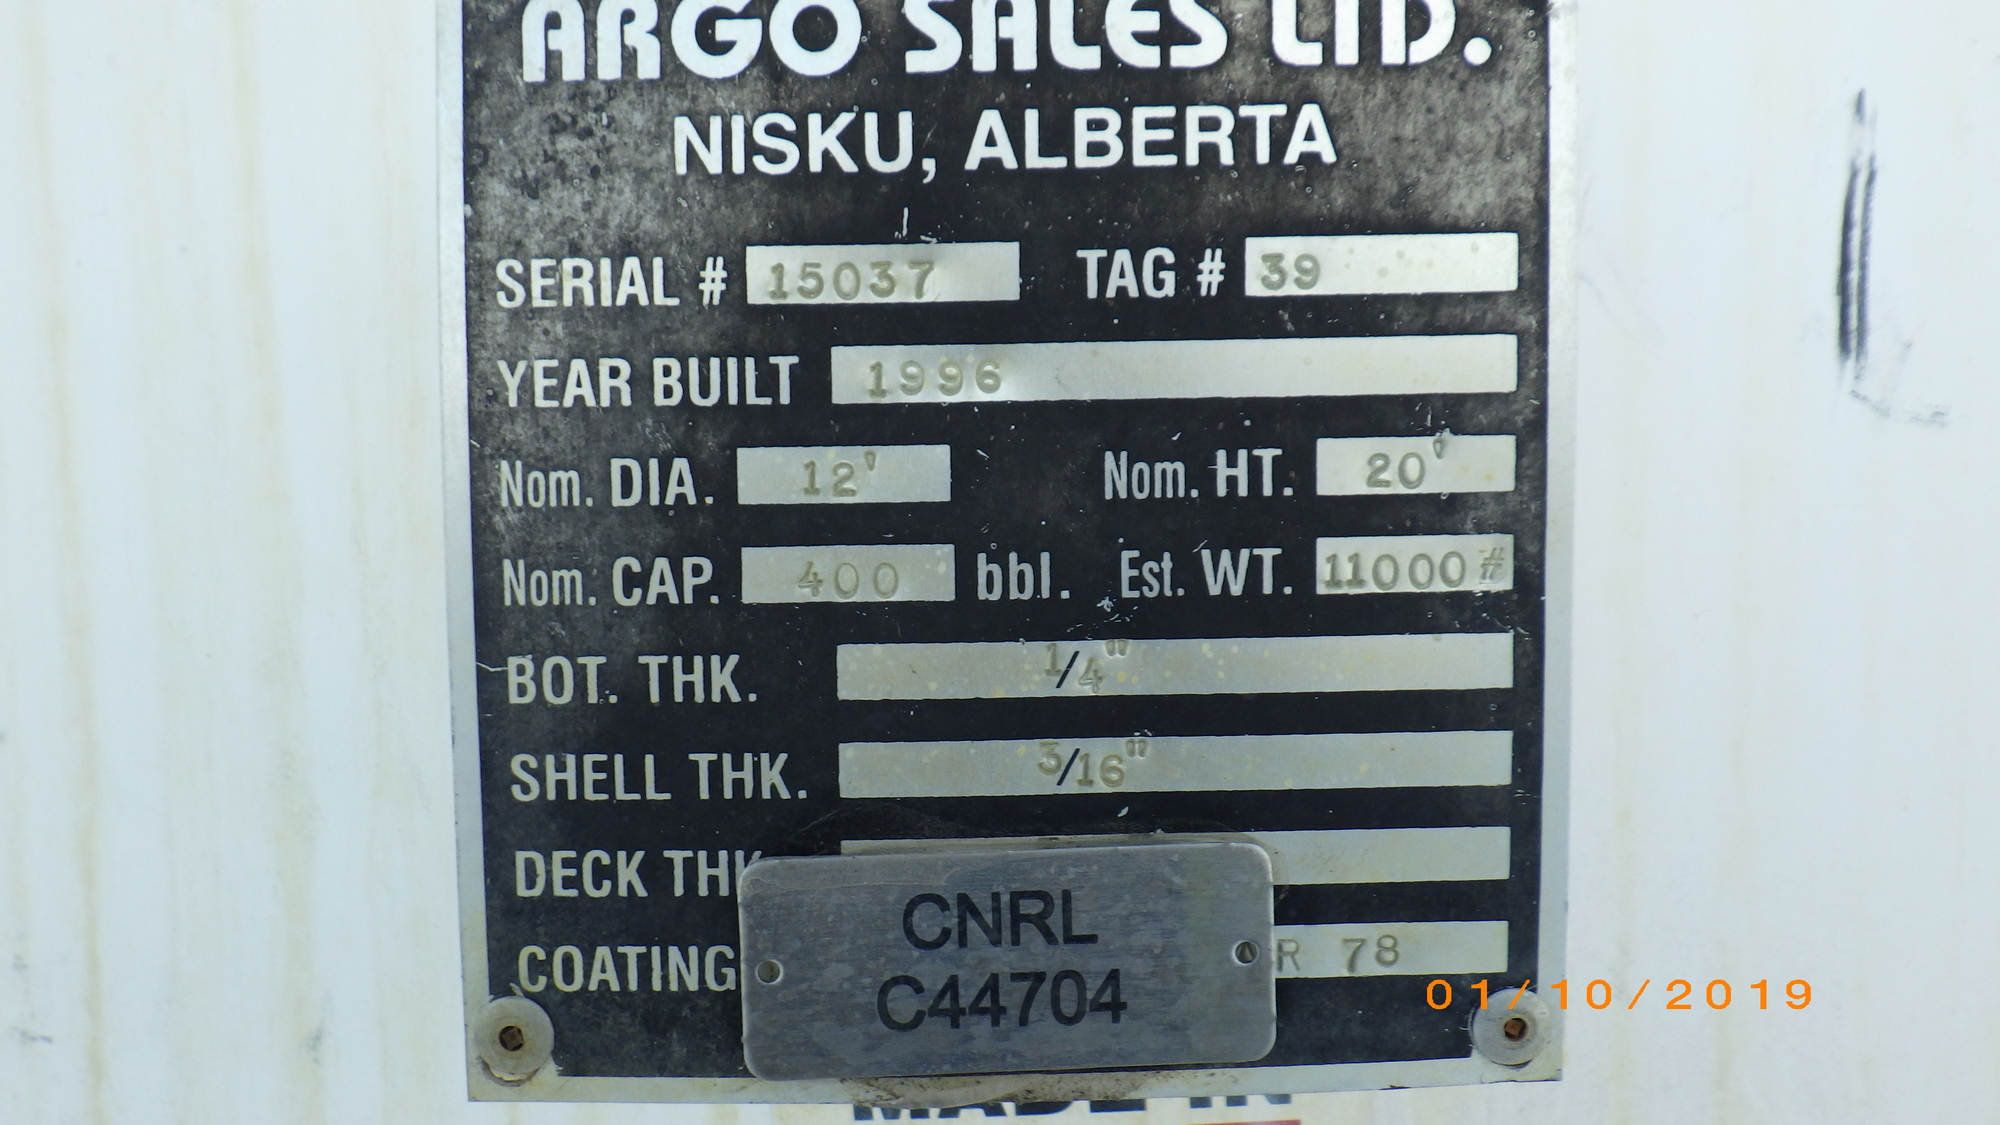 ARGO SALES LTD.
NISKU, ALBERTA
SERIAL # 15037 TAG # 39
YEAR BUILT 1996
Nom. DIA. 12' Nom. HT. 20'
Nom. CAP. 400 bbl. Est. WT. 11000#
BOT. THK. 1/4"
SHELL THK. 3/16"
DECK THK
COATING R 78
CNRL
C44704
01/10/2019
MADE IN